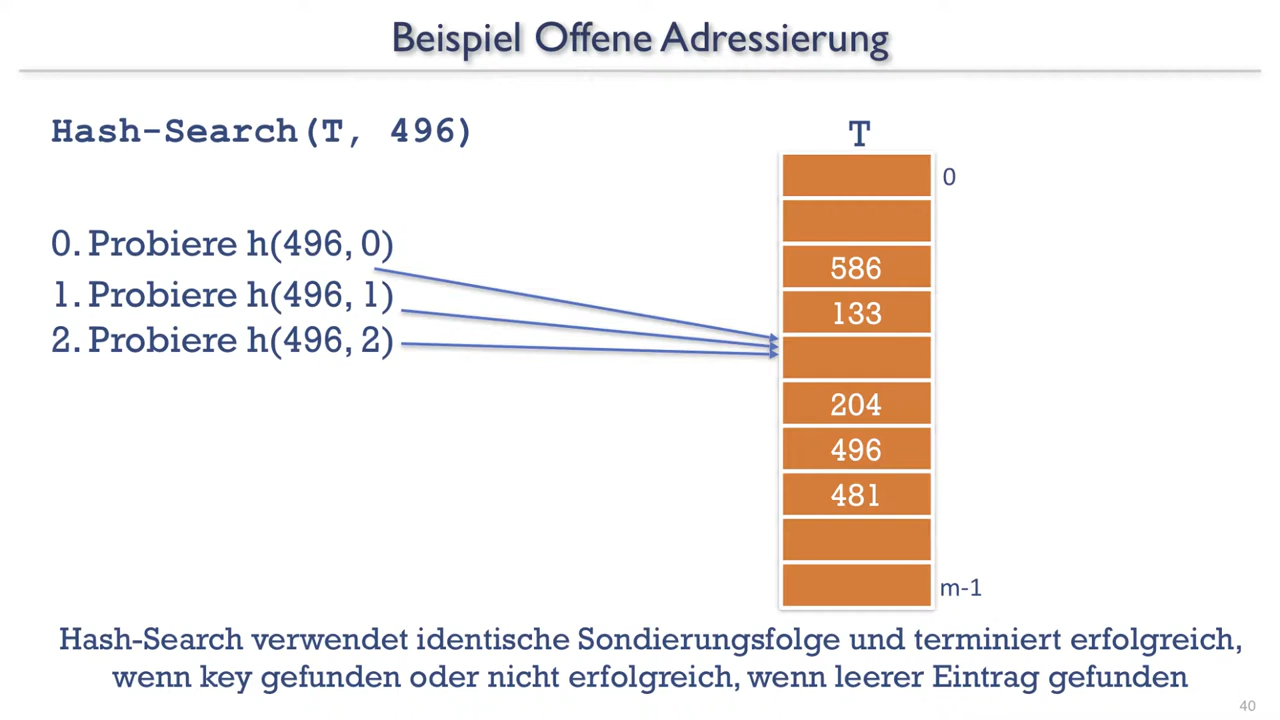 Beispiel Offene Adressierung
Hash-Search(T, 496)
T
0
0. Probiere h(496, 0)
1. Probiere h(496, 1)
2. Probiere h(496, 2)
586
133
204
496
481
m-1
Hash-Search verwendet identische Sondierungsfolge und terminiert erfolgreich,
wenn key gefunden oder nicht erfolgreich, wenn leerer Eintrag gefunden
40